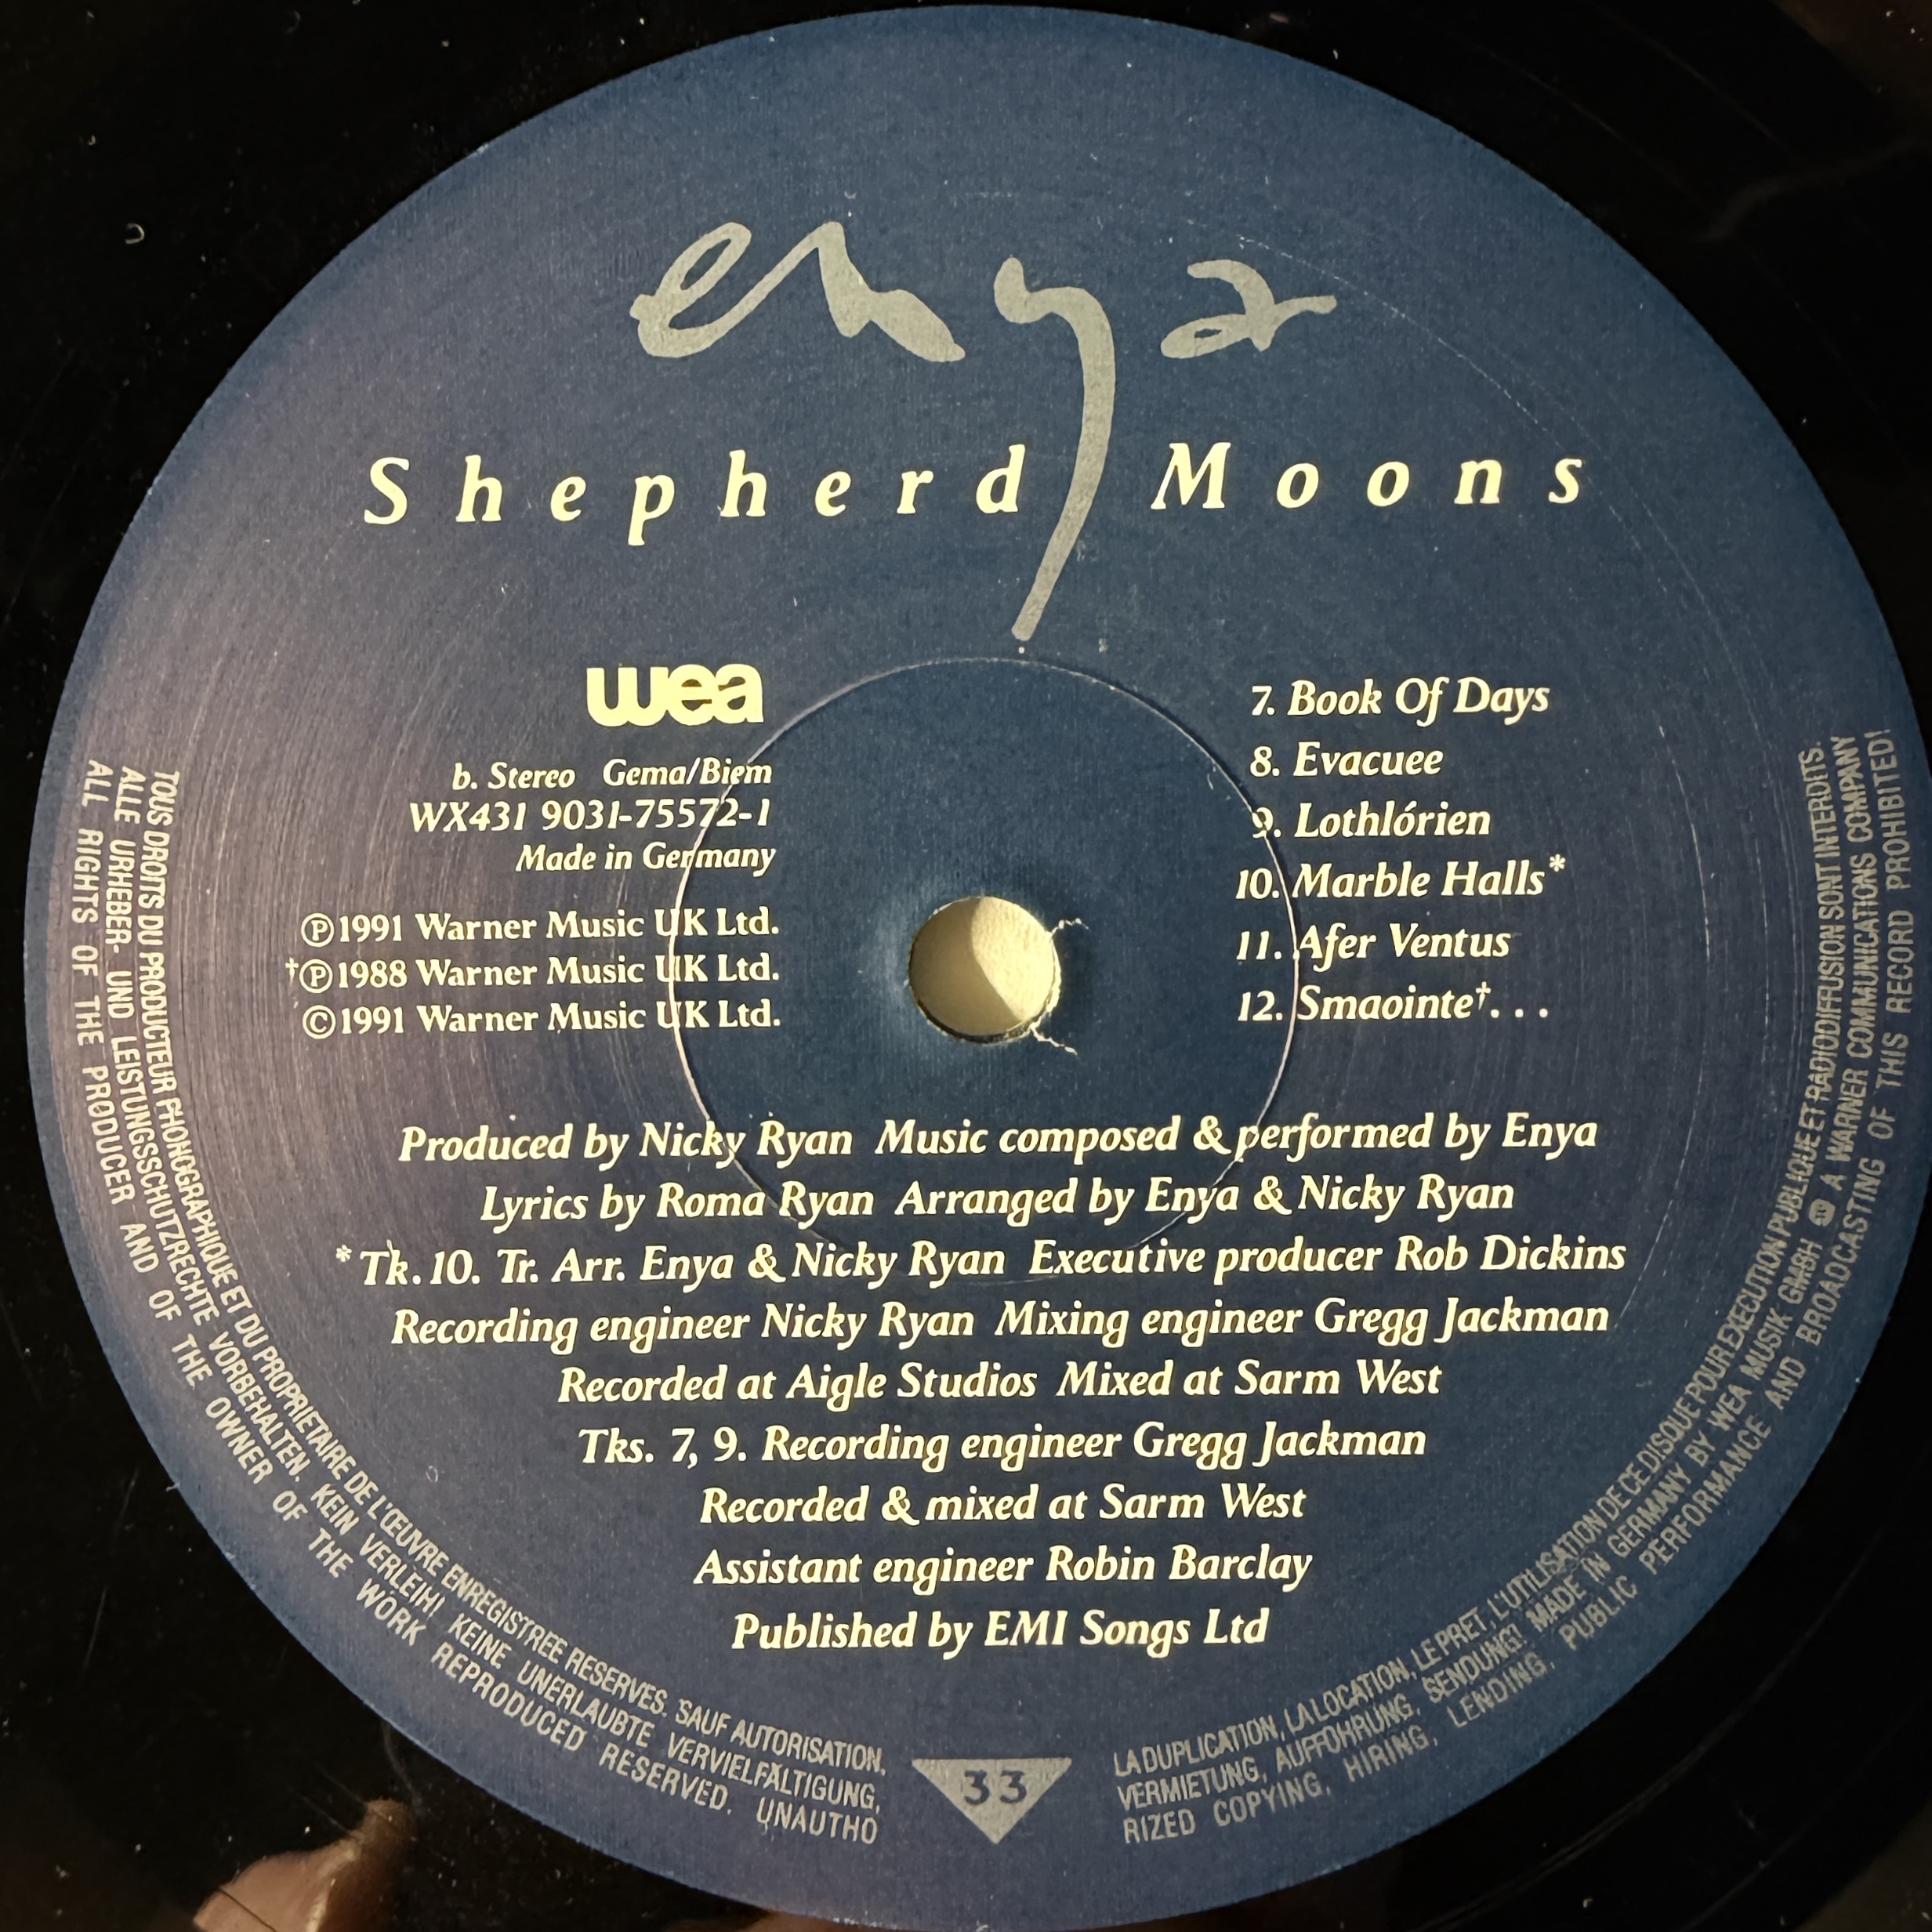 enya
Shepherd Moons
wea
b. Stereo Gema/Biem
WX431 9031-75572-1
Made in Germany
℗1991 Warner Music UK Ltd.
†℗1988 Warner Music UK Ltd.
©1991 Warner Music UK Ltd.
7. Book Of Days
8. Evacuee
9. Lothlórien
10. Marble Halls*
11. Afer Ventus
12. Smaointe†. . .
Produced by Nicky Ryan Music composed & performed by Enya
Lyrics by Roma Ryan Arranged by Enya & Nicky Ryan
* Tk. 10. Tr. Arr. Enya & Nicky Ryan Executive producer Rob Dickins
Recording engineer Nicky Ryan Mixing engineer Gregg Jackman
Recorded at Aigle Studios Mixed at Sarm West
Tks. 7, 9. Recording engineer Gregg Jackman
Recorded & mixed at Sarm West
Assistant engineer Robin Barclay
Published by EMI Songs Ltd
TOUS DROITS DU PRODUCTEUR PHONOGRAPHIQUE ET DU PROPRIETAIRE DE L'ŒUVRE ENREGISTREE RESERVES. SAUF AUTORISATION, LA DUPLICATION, LA LOCATION, LE PRET, L'UTILISATION DE CE DISQUE POUR EXECUTION PUBLIQUE ET RADIODIFFUSION SONT INTERDITS.
ALLE URHEBER- UND LEISTUNGSSCHUTZRECHTE VORBEHALTEN. KEIN VERLEIH! KEINE UNERLAUBTE VERVIELFÄLTIGUNG, VERMIETUNG, AUFFÜHRUNG, SENDUNG! MADE IN GERMANY BY WEA MUSIK GMBH A WARNER COMMUNICATIONS COMPANY
ALL RIGHTS OF THE PRODUCER AND OF THE OWNER OF THE WORK REPRODUCED RESERVED. UNAUTHO RIZED COPYING, HIRING, LENDING, PUBLIC PERFORMANCE AND BROADCASTING OF THIS RECORD PROHIBITED!
33